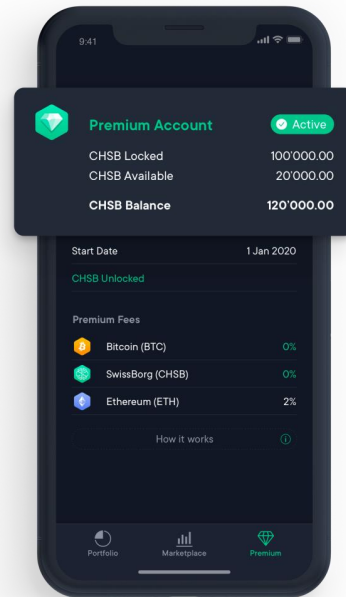 9:41
Premium Account Active
CHSB Locked 100'000.00
CHSB Available 20'000.00
CHSB Balance 120'000.00
Start Date 1 Jan 2020
CHSB Unlocked
Premium Fees
Bitcoin (BTC) 0%
SwissBorg (CHSB) 0%
Ethereum (ETH) 2%
How it works
Portfolio Marketplace Premium